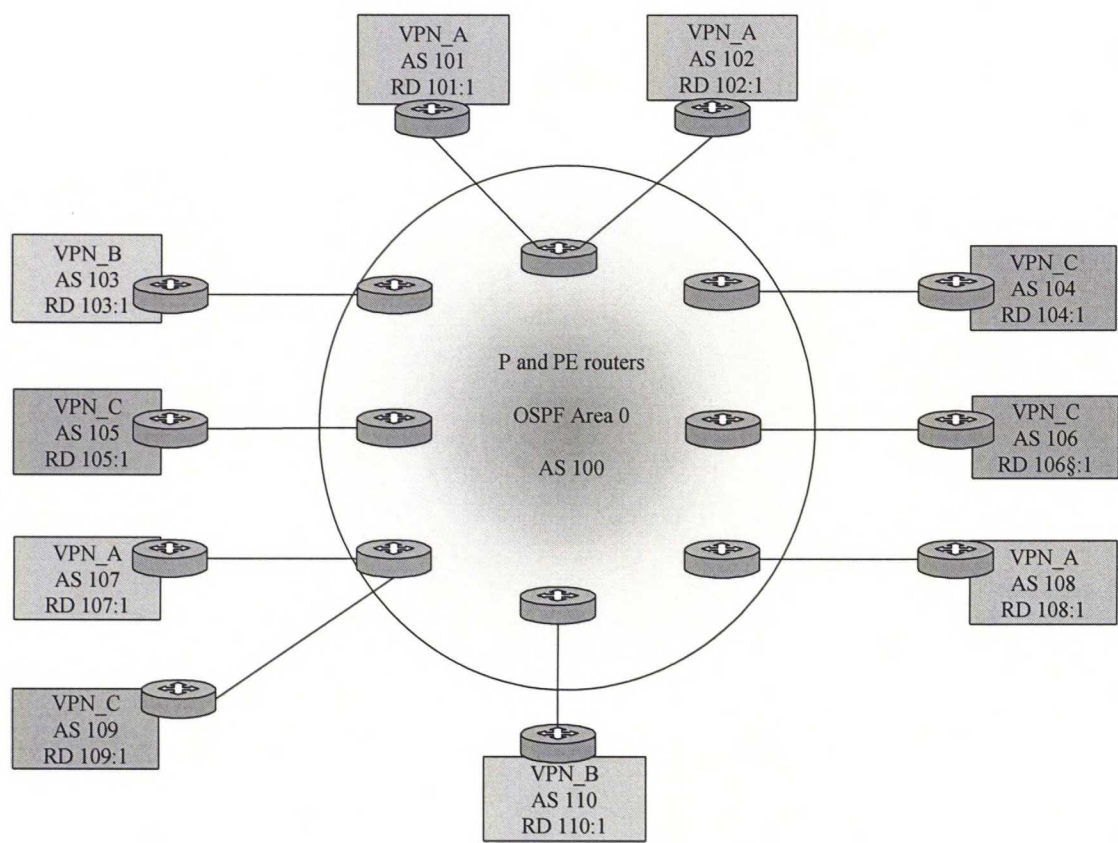 VPN_A
AS 101
RD 101:1
VPN_A
AS 102
RD 102:1
VPN_B
AS 103
RD 103:1
VPN_C
AS 104
RD 104:1
P and PE routers
OSPF Area 0
AS 100
VPN_C
AS 105
RD 105:1
VPN_C
AS 106
RD 106§:1
VPN_A
AS 107
RD 107:1
VPN_A
AS 108
RD 108:1
VPN_C
AS 109
RD 109:1
VPN_B
AS 110
RD 110:1